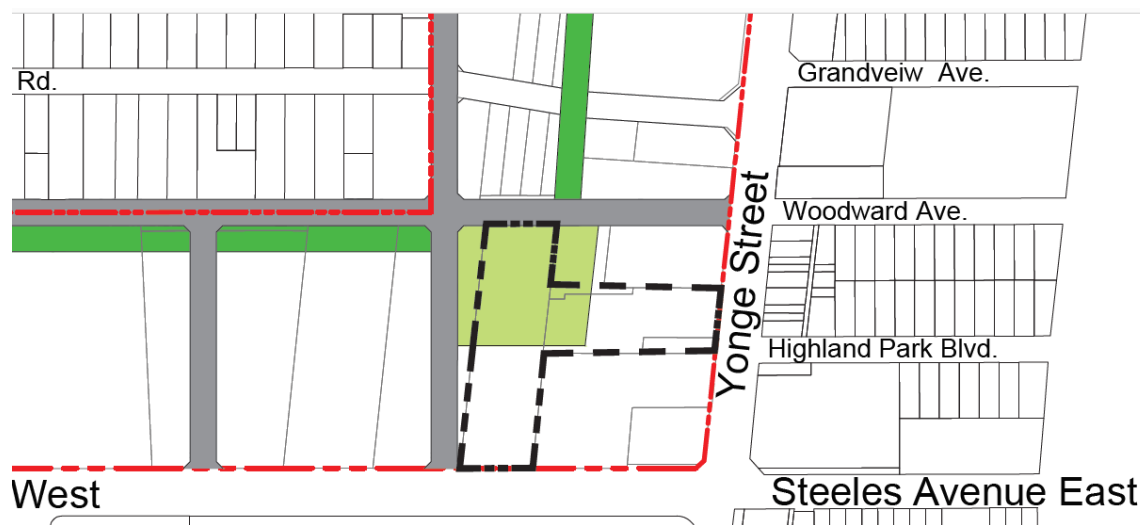 Rd.
Grandveiw Ave.
Woodward Ave.
Yonge Street
Highland Park Blvd.
West
Steeles Avenue East